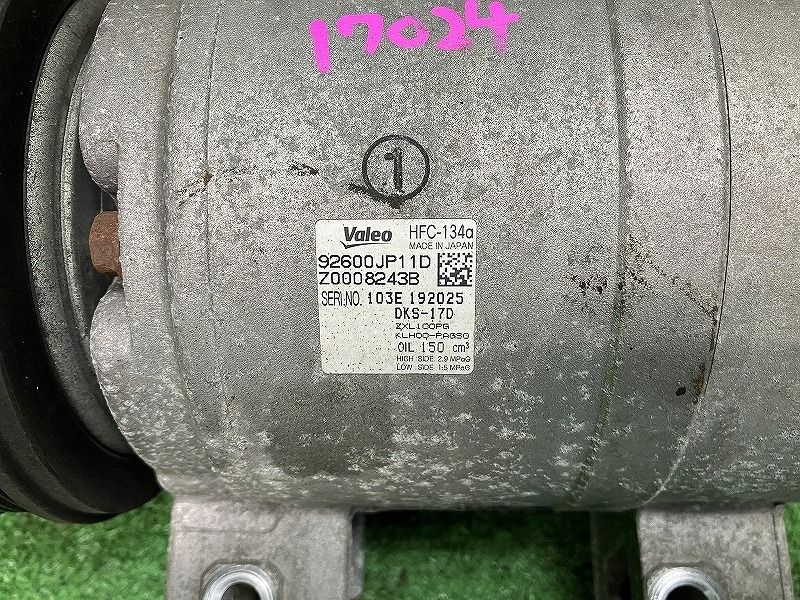 17024
1
Valeo HFC-134a
MADE IN JAPAN
92600JP11D
Z0008243B
SERI.NO. 103E 192025
DKS-17D
ZXL100PG
OIL 150 cm³
HIGH SIDE 2.9 MPaG
LOW SIDE 1.5 MPaG